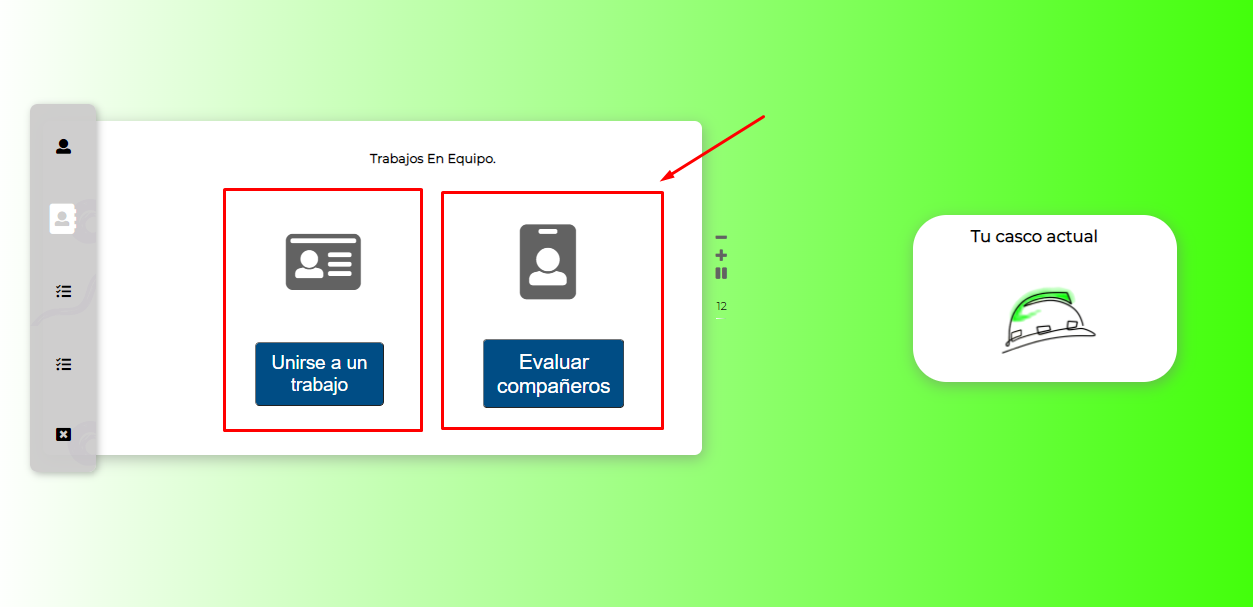 Trabajos En Equipo.
Unirse a un
trabajo
Evaluar
compañeros
12
Tu casco actual